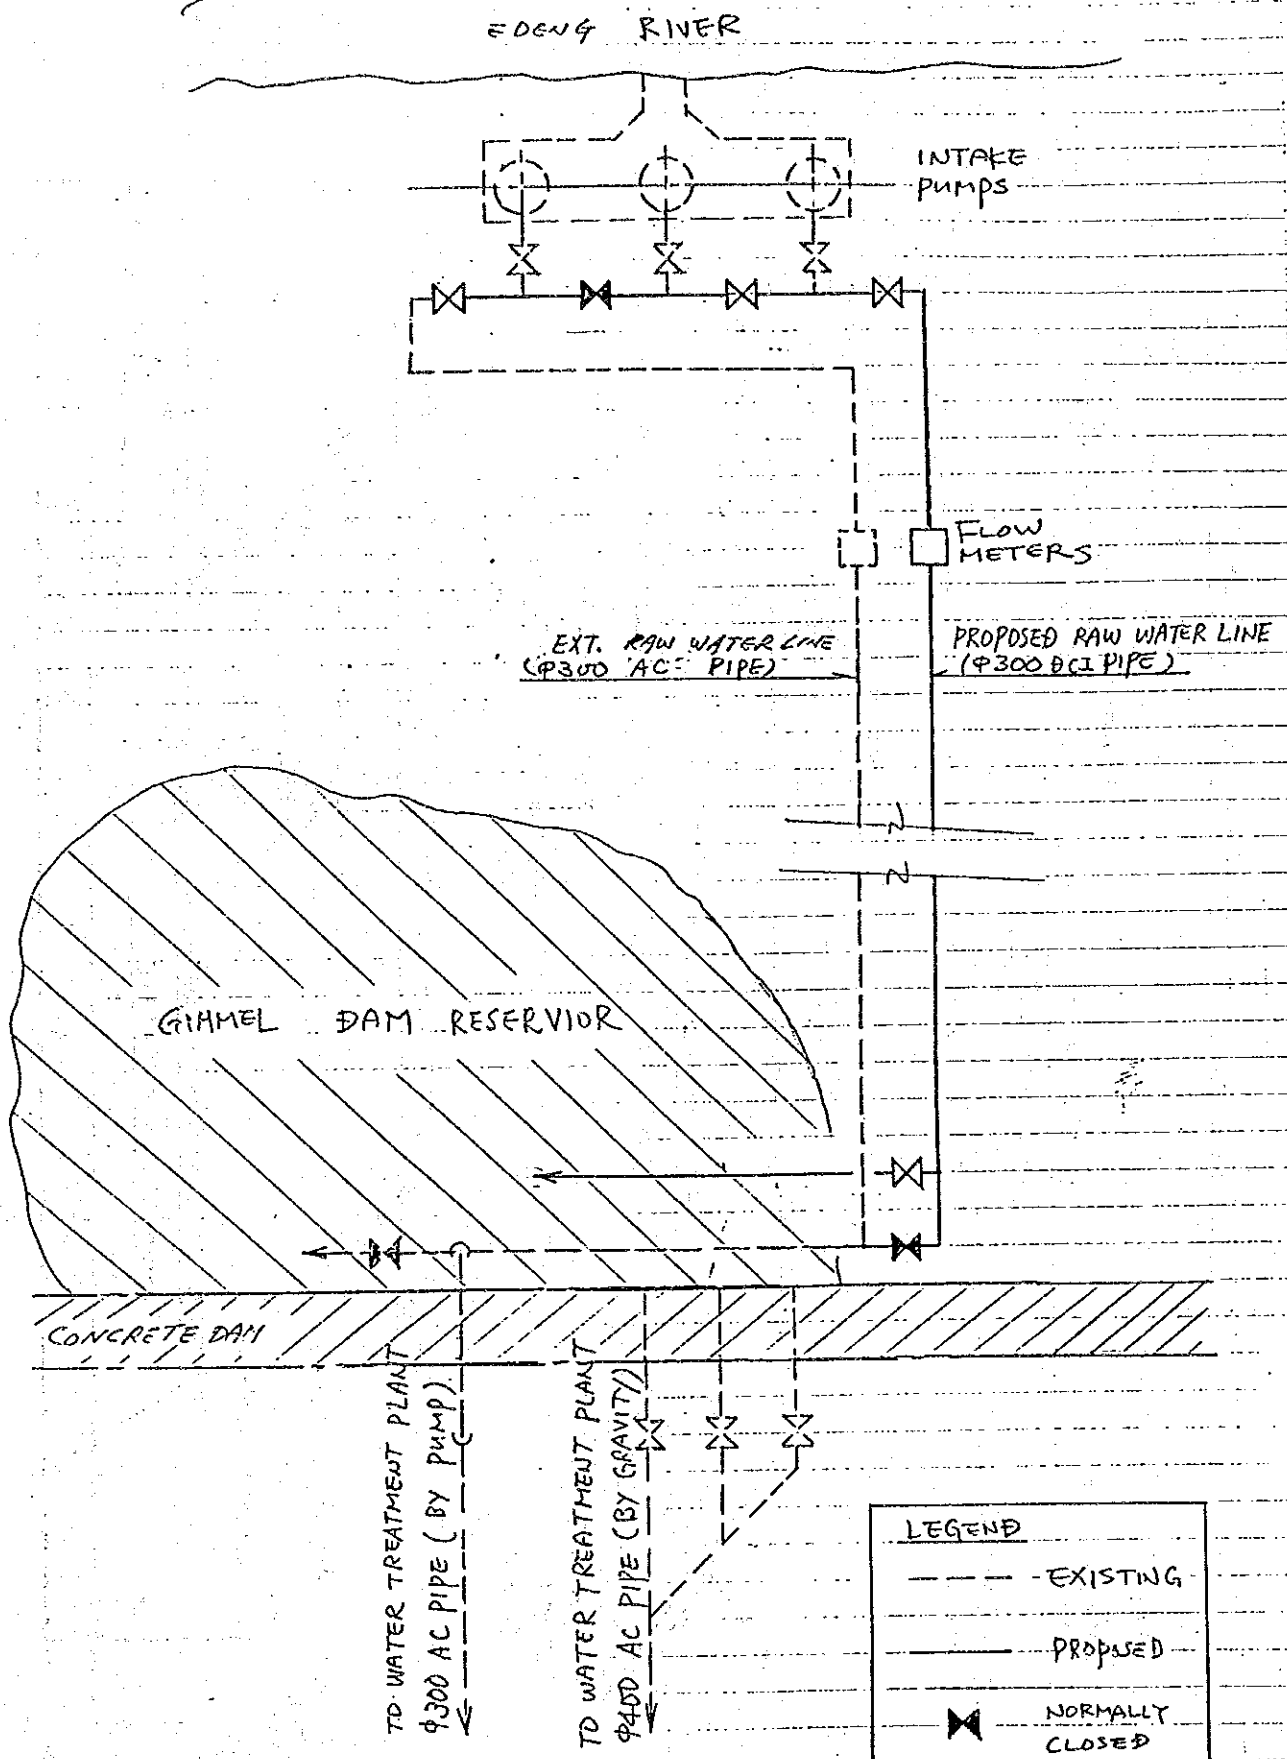 EDENG RIVER
INTAKE
PUMPS
FLOW
METERS
EXT. RAW WATER LINE
(Φ300 AC PIPE)
PROPOSED RAW WATER LINE
(Φ300 DCI PIPE)
N
N
GIMMEL DAM RESERVIOR
CONCRETE DAM
TO WATER TREATMENT PLANT
Φ300 AC PIPE (BY PUMP)
TO WATER TREATMENT PLANT
Φ400 AC PIPE (BY GRAVITY)
LEGEND
EXISTING
PROPOSED
NORMALLY
CLOSED